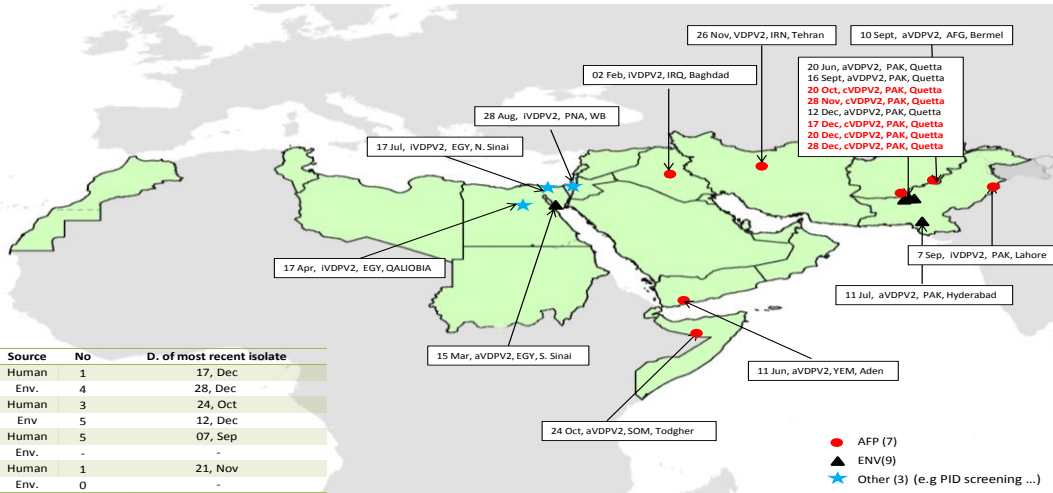 26 Nov, VDPV2, IRN, Tehran
10 Sept, aVDPV2, AFG, Bermel
02 Feb, iVDPV2, IRQ, Baghdad
20 Jun, aVDPV2, PAK, Quetta
16 Sept, aVDPV2, PAK, Quetta
20 Oct, cVDPV2, PAK, Quetta
28 Nov, cVDPV2, PAK, Quetta
12 Dec, aVDPV2, PAK, Quetta
17 Dec, cVDPV2, PAK, Quetta
20 Dec, cVDPV2, PAK, Quetta
28 Dec, cVDPV2, PAK, Quetta
28 Aug, iVDPV2, PNA, WB
17 Jul, iVDPV2, EGY, N. Sinai
17 Apr, iVDPV2, EGY, QALIOBIA
7 Sep, iVDPV2, PAK, Lahore
11 Jul, aVDPV2, PAK, Hyderabad
15 Mar, aVDPV2, EGY, S. Sinai
11 Jun, aVDPV2, YEM, Aden
24 Oct, aVDPV2, SOM, Todgher
Source No D. of most recent isolate
Human 1 17, Dec
Env. 4 28, Dec
Human 3 24, Oct
Env 5 12, Dec
Human 5 07, Sep
Env. - -
Human 1 21, Nov
Env. 0 -
AFP (7)
ENV(9)
Other (3) (e.g PID screening ...)